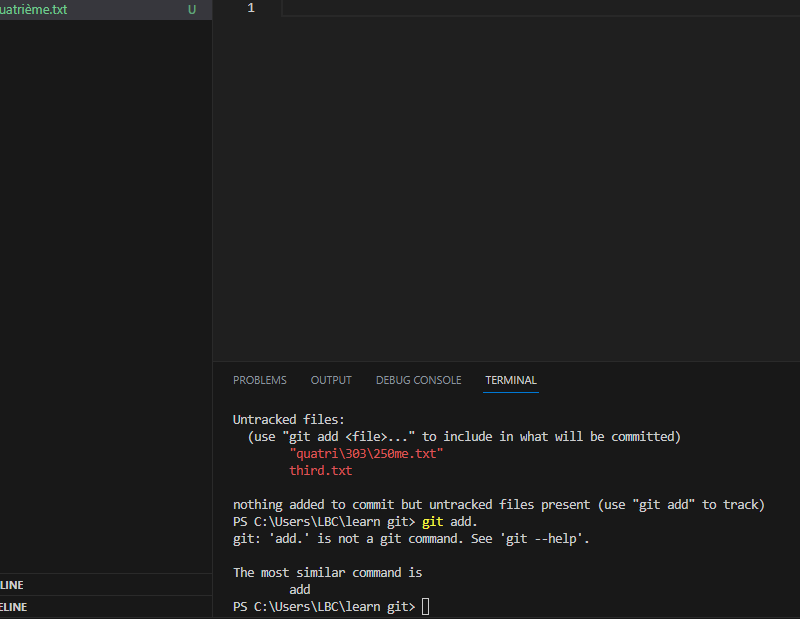 uatrième.txt U
1
PROBLEMS OUTPUT DEBUG CONSOLE TERMINAL
Untracked files:
(use "git add <file>..." to include in what will be committed)
"quatri\303\250me.txt"
third.txt
nothing added to commit but untracked files present (use "git add" to track)
PS C:\Users\LBC\learn git> git add.
git: 'add.' is not a git command. See 'git --help'.
The most similar command is
add
LINE
ELINE
PS C:\Users\LBC\learn git>